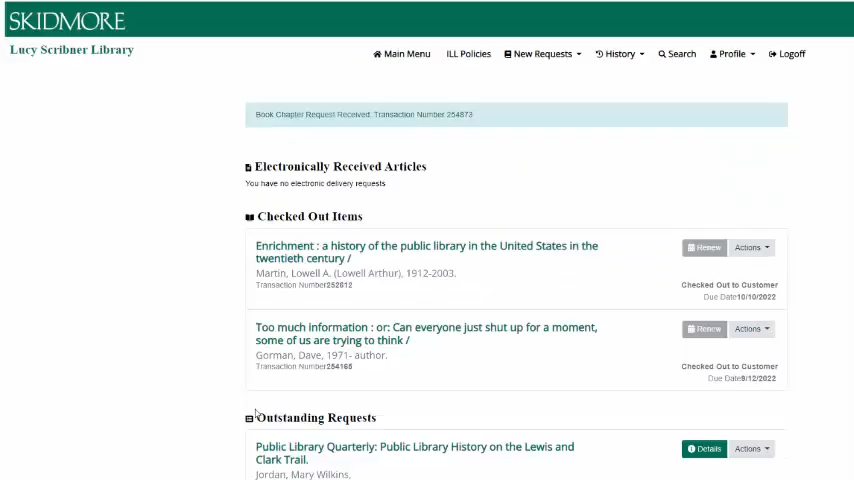 SKIDMORE
Lucy Scribner Library
Main Menu ILL Policies New Requests History Search Profile Logoff
Book Chapter Request Received. Transaction Number 254873
Electronically Received Articles
You have no electronic delivery requests
Checked Out Items
Enrichment : a history of the public library in the United States in the
twentieth century /
Martin, Lowell A. (Lowell Arthur), 1912-2003.
Transaction Number252612
Renew Actions
Checked Out to Customer
Due Date10/10/2022
Too much information : or: Can everyone just shut up for a moment,
some of us are trying to think /
Gorman, Dave, 1971- author.
Transaction Number254165
Renew Actions
Checked Out to Customer
Due Date9/12/2022
Outstanding Requests
Public Library Quarterly: Public Library History on the Lewis and
Clark Trail.
Jordan, Mary Wilkins,
Details Actions